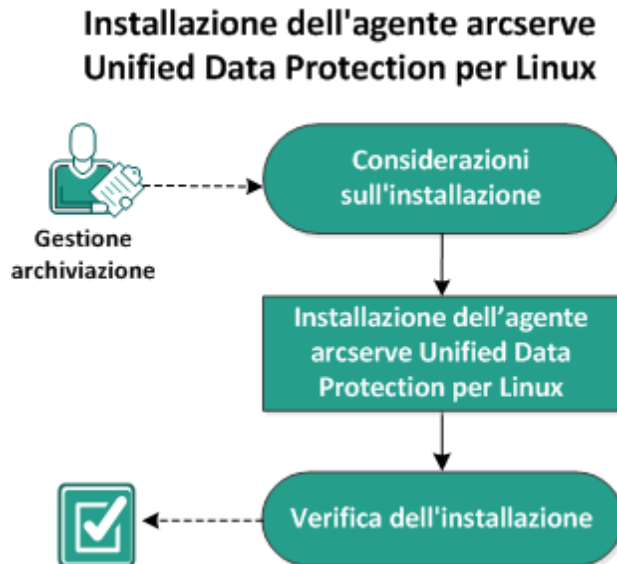 Installazione dell'agente arcserve
Unified Data Protection per Linux
Considerazioni
sull'installazione
Gestione
archiviazione
Installazione dell’agente
arcserve Unified Data
Protection per Linux
Verifica dell'installazione